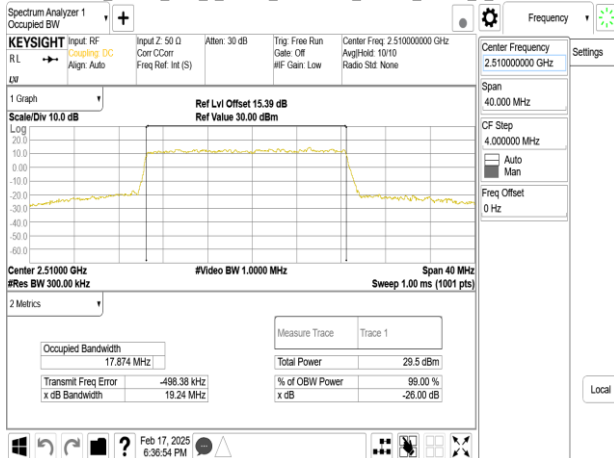 Spectrum Analyzer 1
Occupied BW
Frequency
KEYSIGHT
RL
LXI
Input: RF
Coupling: DC
Align: Auto
Input Z: 50 Ω
Corr CCorr
Freq Ref: Int (S)
Atten: 30 dB
Trig: Free Run
Gate: Off
#IF Gain: Low
Center Freq: 2.510000000 GHz
Avg|Hold: 10/10
Radio Std: None
Center Frequency
2.510000000 GHz
Settings
Span
40.000 MHz
CF Step
4.000000 MHz
Auto
Man
Freq Offset
0 Hz
Local
1 Graph
Scale/Div 10.0 dB
Ref Lvl Offset 15.39 dB
Ref Value 30.00 dBm
Log
20.0
10.0
0.00
-10.0
-20.0
-30.0
-40.0
-50.0
-60.0
Center 2.51000 GHz
#Video BW 1.0000 MHz
Span 40 MHz
#Res BW 300.00 kHz
Sweep 1.00 ms (1001 pts)
2 Metrics
Measure Trace
Trace 1
Occupied Bandwidth
17.874 MHz
Total Power
29.5 dBm
Transmit Freq Error
-498.38 kHz
% of OBW Power
99.00 %
x dB Bandwidth
19.24 MHz
x dB
-26.00 dB
?
Feb 17, 2025
6:36:54 PM